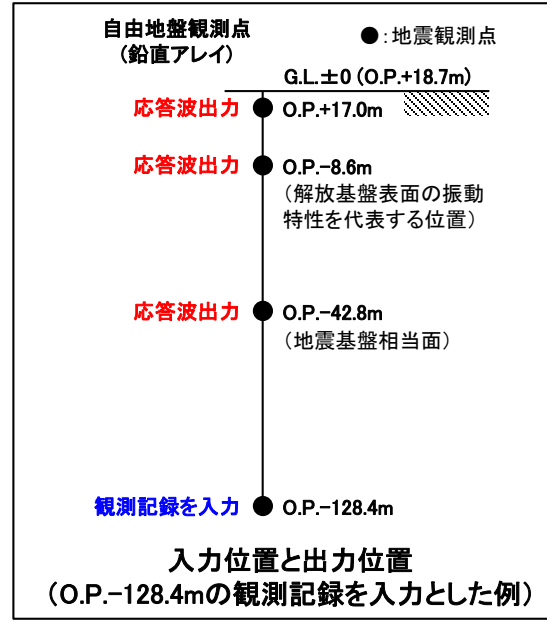 自由地盤観測点
(鉛直アレイ)
●:地震観測点
G.L.±0 (O.P.+18.7m)
応答波出力 O.P.+17.0m
応答波出力 O.P.-8.6m
(解放基盤表面の振動
特性を代表する位置)
応答波出力 O.P.-42.8m
(地震基盤相当面)
観測記録を入力 O.P.-128.4m
入力位置と出力位置
(O.P.-128.4mの観測記録を入力とした例)